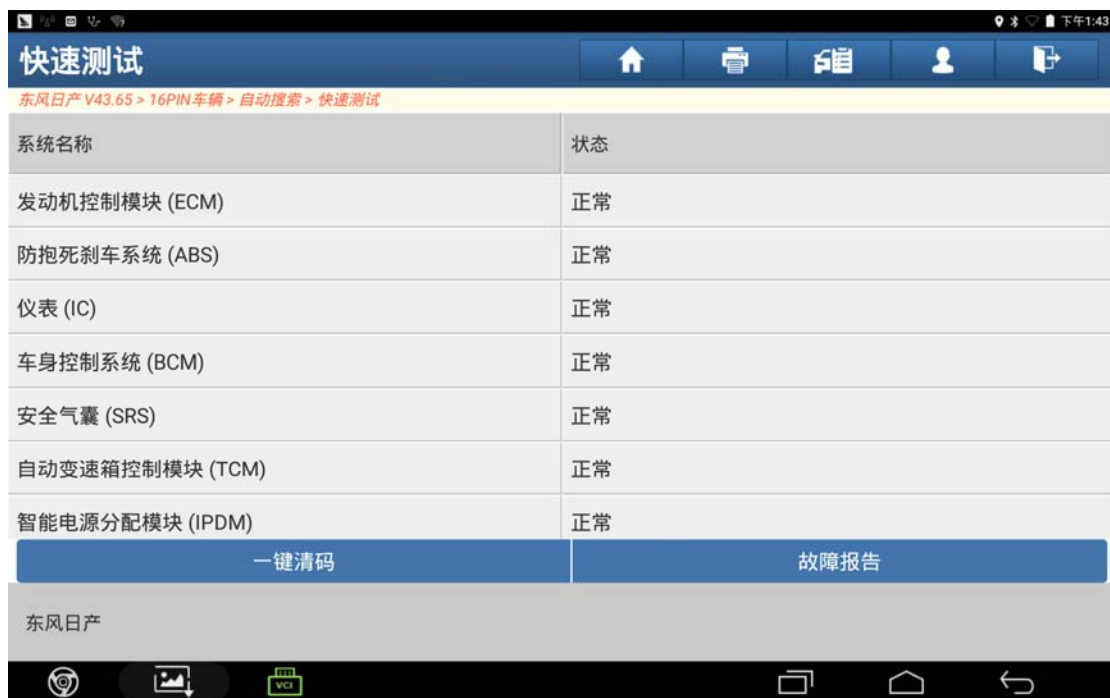 下午1:43
快速测试
东风日产 V43.65 > 16PIN车辆 > 自动搜索 > 快速测试
系统名称 状态
发动机控制模块 (ECM) 正常
防抱死刹车系统 (ABS) 正常
仪表 (IC) 正常
车身控制系统 (BCM) 正常
安全气囊 (SRS) 正常
自动变速箱控制模块 (TCM) 正常
智能电源分配模块 (IPDM) 正常
一键清码 故障报告
东风日产
VCI